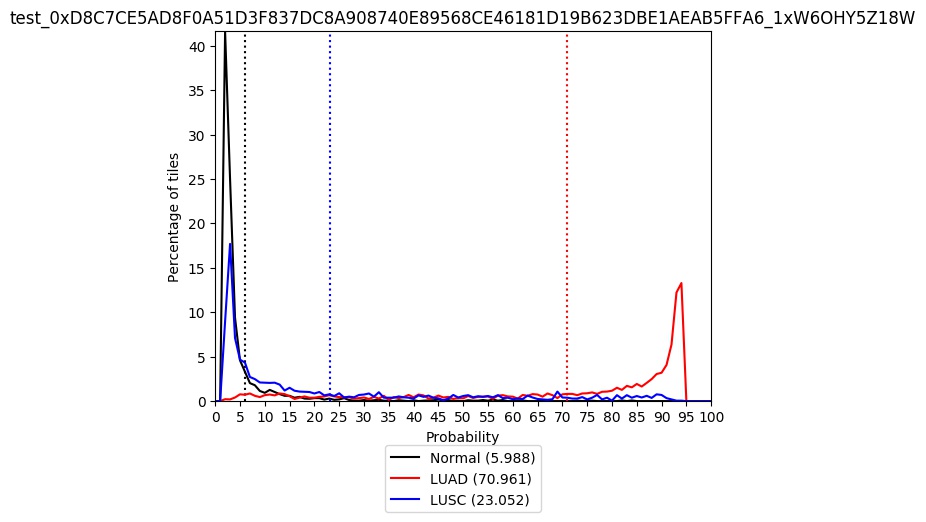 test_0xD8C7CE5AD8F0A51D3F837DC8A908740E89568CE46181D19B623DBE1AEAB5FFA6_1xW6OHY5Z18W
40
35
30
25
20
15
10
5
0
Percentage of tiles
0 5 10 15 20 25 30 35 40 45 50 55 60 65 70 75 80 85 90 95 100
Probability
Normal (5.988)
LUAD (70.961)
LUSC (23.052)